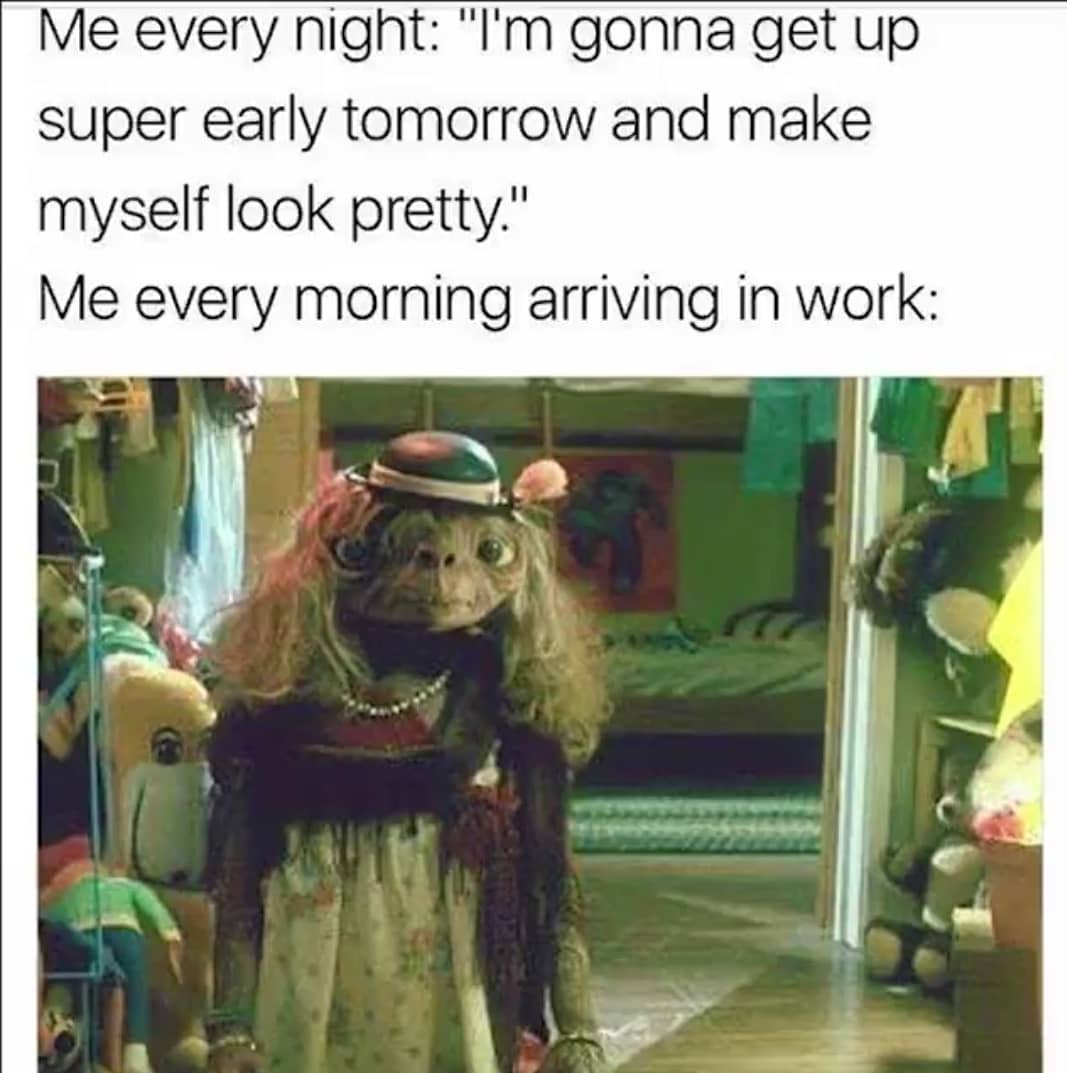 Me every night: "I'm gonna get up
super early tomorrow and make
myself look pretty."
Me every morning arriving in work: